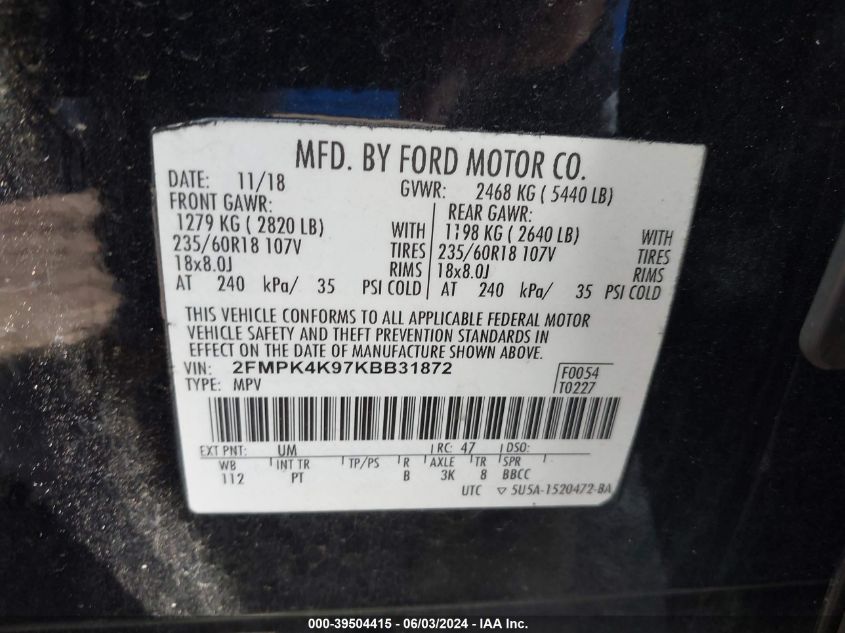 MFD. BY FORD MOTOR CO.
DATE: 11/18 GVWR: 2468 KG ( 5440 LB)
FRONT GAWR: REAR GAWR:
1279 KG ( 2820 LB) WITH 1198 KG ( 2640 LB) WITH
235/60R18 107V TIRES 235/60R18 107V TIRES
18x8.0J RIMS 18x8.0J RIMS
AT 240 kPa/ 35 PSI COLD AT 240 kPa/ 35 PSI COLD
THIS VEHICLE CONFORMS TO ALL APPLICABLE FEDERAL MOTOR
VEHICLE SAFETY AND THEFT PREVENTION STANDARDS IN
EFFECT ON THE DATE OF MANUFACTURE SHOWN ABOVE.
VIN: 2FMPK4K97KBB31872 F0054
TYPE: MPV T0227
EXT PNT: UM RC: 47 DSO:
WB INT TR TP/PS R AXLE TR SPR
112 PT B 3K 8 BBCC
UTC ▽ 5U5A-1520472-BA
000-39504415 - 06/03/2024 - IAA Inc.